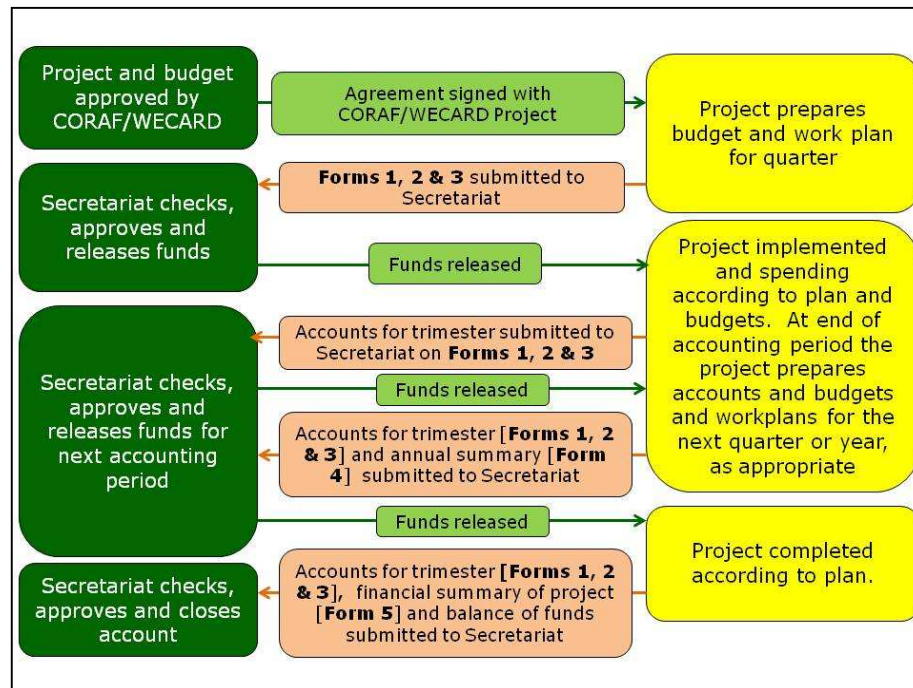 Project and budget
approved by
CORAF/WECARD
Agreement signed with
CORAF/WECARD Project
Project prepares
budget and work plan
for quarter
Forms 1, 2 & 3 submitted to
Secretariat
Secretariat checks,
approves and
releases funds
Funds released
Project implemented
and spending
according to plan and
budgets. At end of
accounting period the
project prepares
accounts and budgets
and workplans for the
next quarter or year,
as appropriate
Accounts for trimester submitted to
Secretariat on Forms 1, 2 & 3
Secretariat checks,
approves and
releases funds for
next accounting
period
Funds released
Accounts for trimester [Forms 1, 2
& 3] and annual summary [Form
4] submitted to Secretariat
Funds released
Project completed
according to plan.
Accounts for trimester [Forms 1, 2
& 3], financial summary of project
[Form 5] and balance of funds
submitted to Secretariat
Secretariat checks,
approves and closes
account